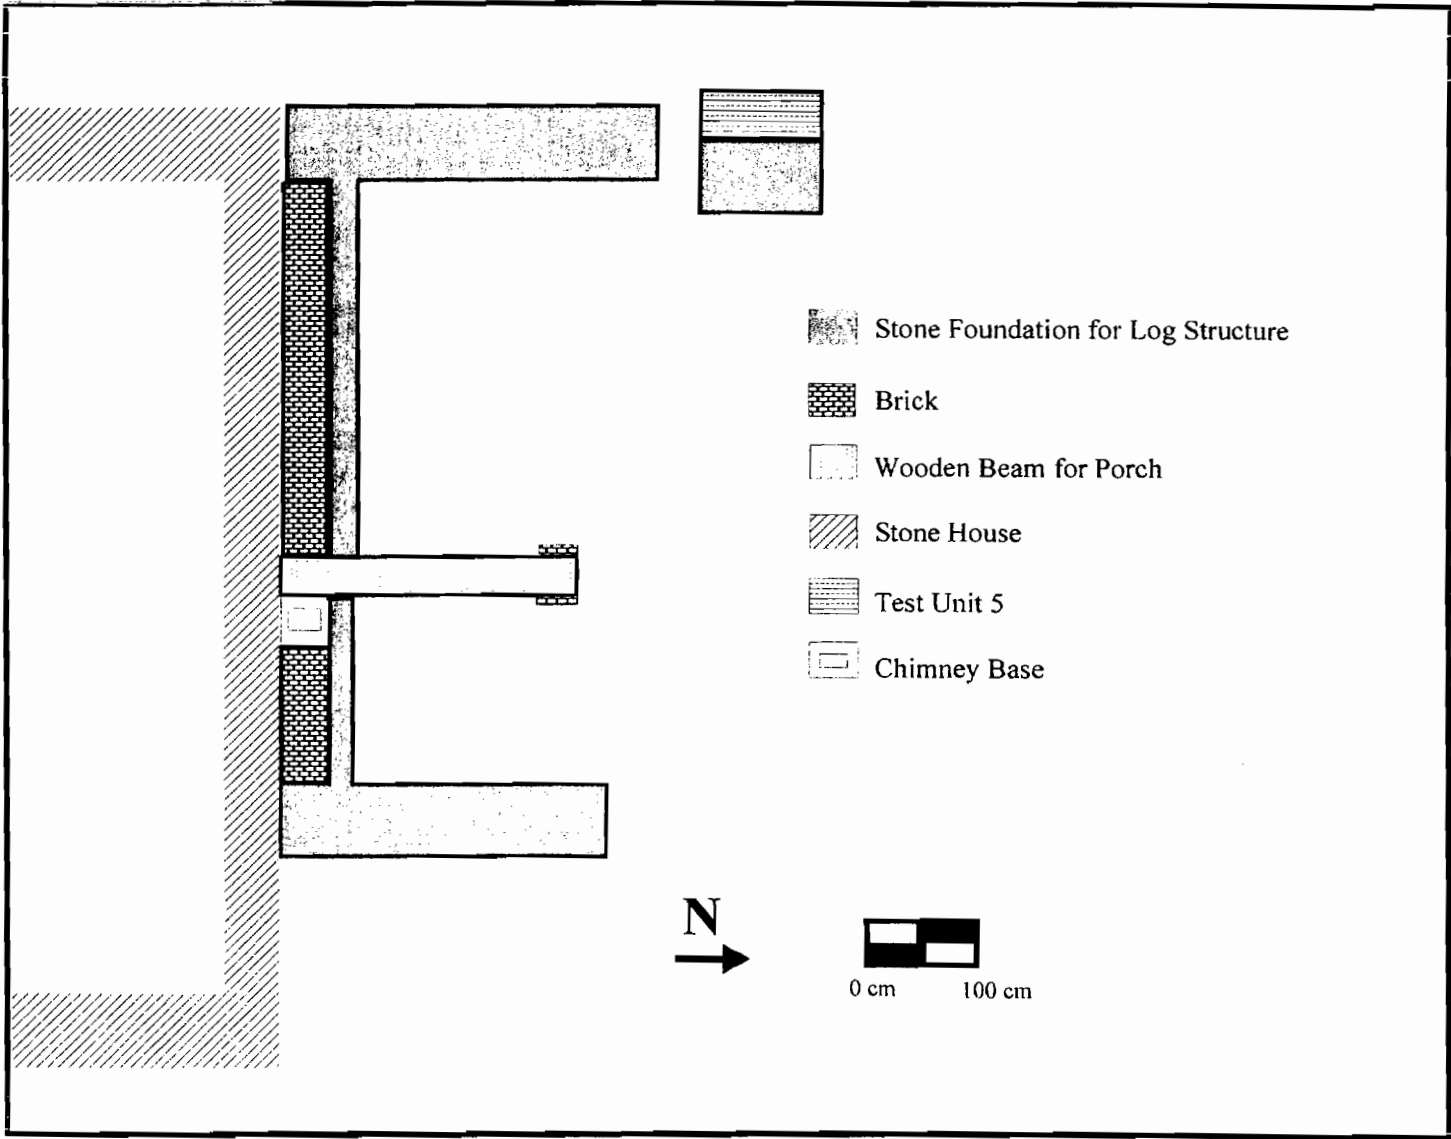 Stone Foundation for Log Structure
Brick
Wooden Beam for Porch
Stone House
Test Unit 5
Chimney Base
N
0 cm 100 cm